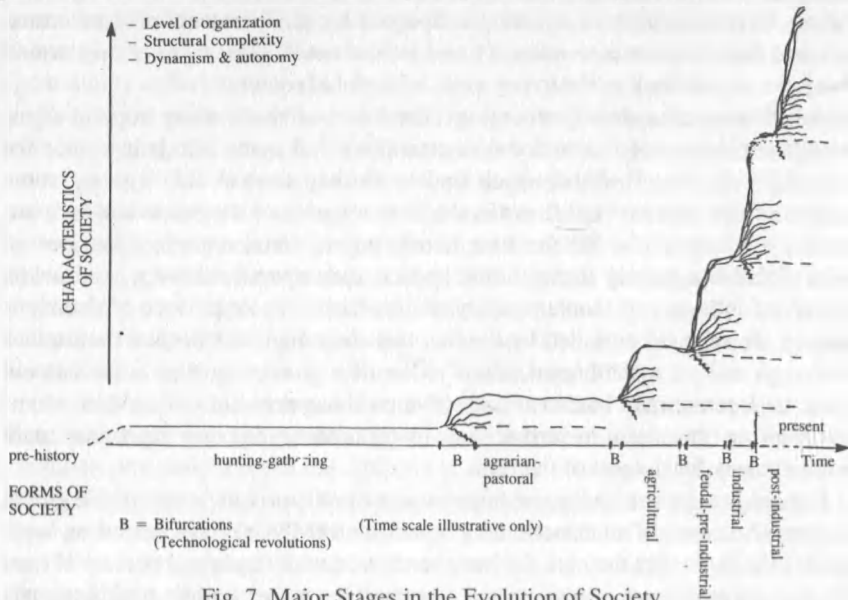 – Level of organization
– Structural complexity
– Dynamism & autonomy
CHARACTERISTICS
OF SOCIETY
present
pre-history
hunting-gathering
B
agrarian-
pastoral
B
B
B
Time
agricultural
feudal-pre-industrial
industrial
post-industrial
FORMS OF
SOCIETY
B = Bifurcations
(Technological revolutions)
(Time scale illustrative only)
Fig. 7. Major Stages in the Evolution of Society